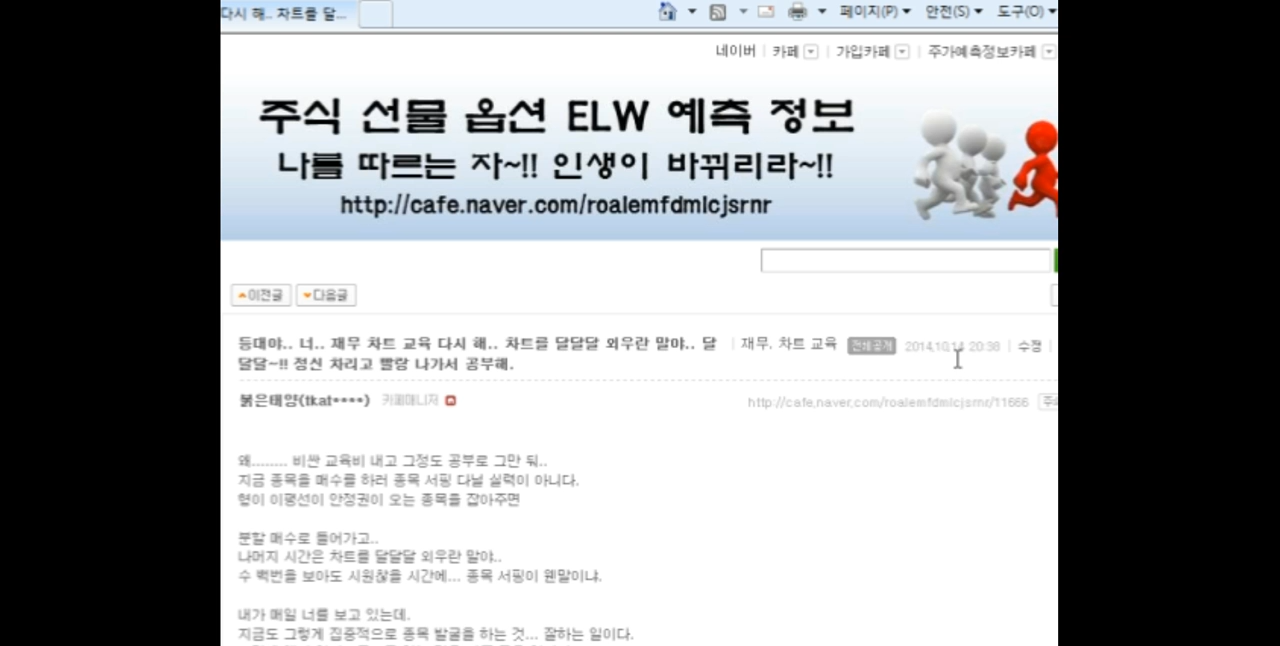 다시 해.. 차트를 달...
페이지(P) 안전(S) 도구(O)
네이버 | 카페 | 가입카페 | 주가예측정보카페
주식 선물 옵션 ELW 예측 정보
나를 따르는 자~!! 인생이 바뀌리라~!!
http://cafe.naver.com/roalemfdmlcjsrnr
이전글 다음글
등대야.. 너.. 재무 차트 교육 다시 해.. 차트를 달달달 외우란 말야.. 달 | 재무, 차트 교육 전체공개 2014.10.14 20:38 | 수정 |
달달~!! 정신 차리고 빨랑 나가서 공부해.
붉은태양(tkat****) 카페매니저 http://cafe.naver.com/roalemfdmlcjsrnr/11666
왜........ 비싼 교육비 내고 그정도 공부로 그만 둬..
지금 종목을 매수를 하러 종목 서핑 다닐 실력이 아니다.
형이 이평선이 안정권이 오는 종목을 잡아주면
분할 매수로 들어가고..
나머지 시간은 차트를 달달달 외우란 말야..
수 백번을 보아도 시원찮을 시간에... 종목 서핑이 웬말이냐.
내가 매일 너를 보고 있는데.
지금도 그렇게 집중적으로 종목 발굴을 하는 것... 잘하는 일이다.